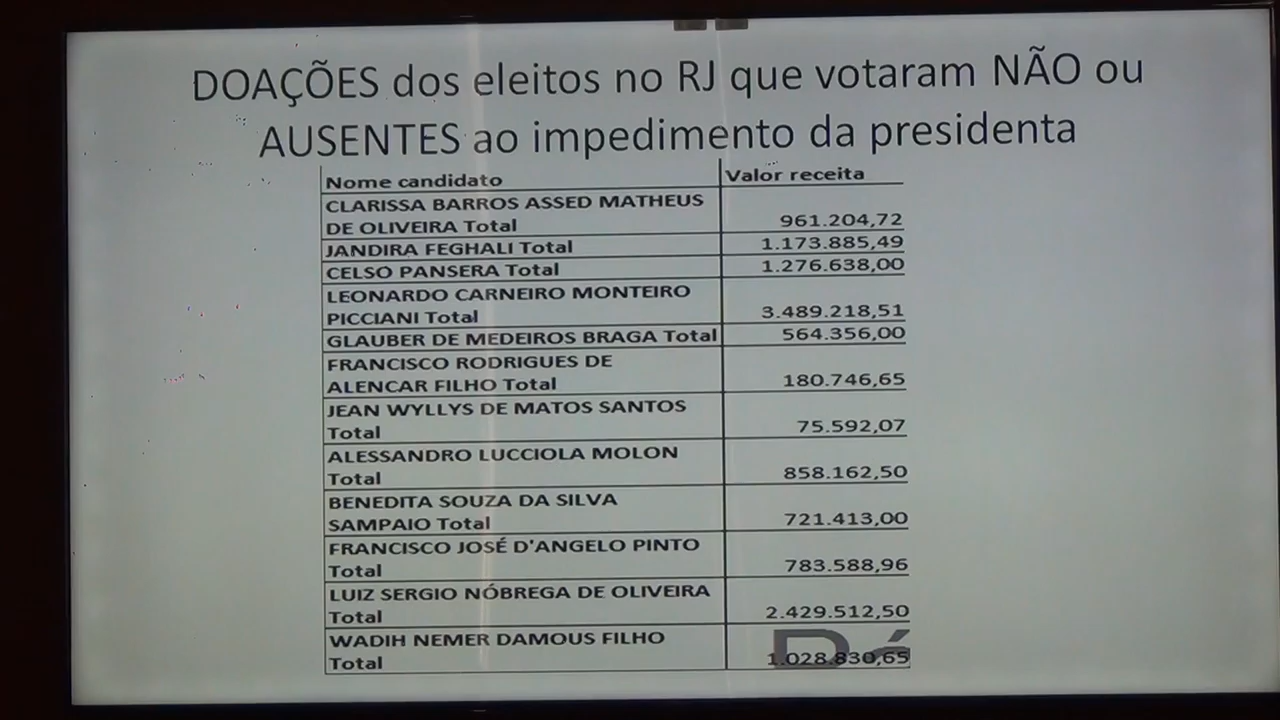 DOAÇÕES dos eleitos no RJ que votaram NÃO ou
AUSENTES ao impedimento da presidenta
Nome candidato Valor receita
CLARISSA BARROS ASSED MATHEUS
DE OLIVEIRA Total 961.204,72
JANDIRA FEGHALI Total 1.173.885,49
CELSO PANSERA Total 1.276.638,00
LEONARDO CARNEIRO MONTEIRO
PICCIANI Total 3.489.218,51
GLAUBER DE MEDEIROS BRAGA Total 564.356,00
FRANCISCO RODRIGUES DE
ALENCAR FILHO Total 180.746,65
JEAN WYLLYS DE MATOS SANTOS
Total 75.592,07
ALESSANDRO LUCCIOLA MOLON
Total 858.162,50
BENEDITA SOUZA DA SILVA
SAMPAIO Total 721.413,00
FRANCISCO JOSÉ D'ANGELO PINTO
Total 783.588,96
LUIZ SERGIO NÓBREGA DE OLIVEIRA
Total 2.429.512,50
WADIH NEMER DAMOUS FILHO
Total 1.028.830,65